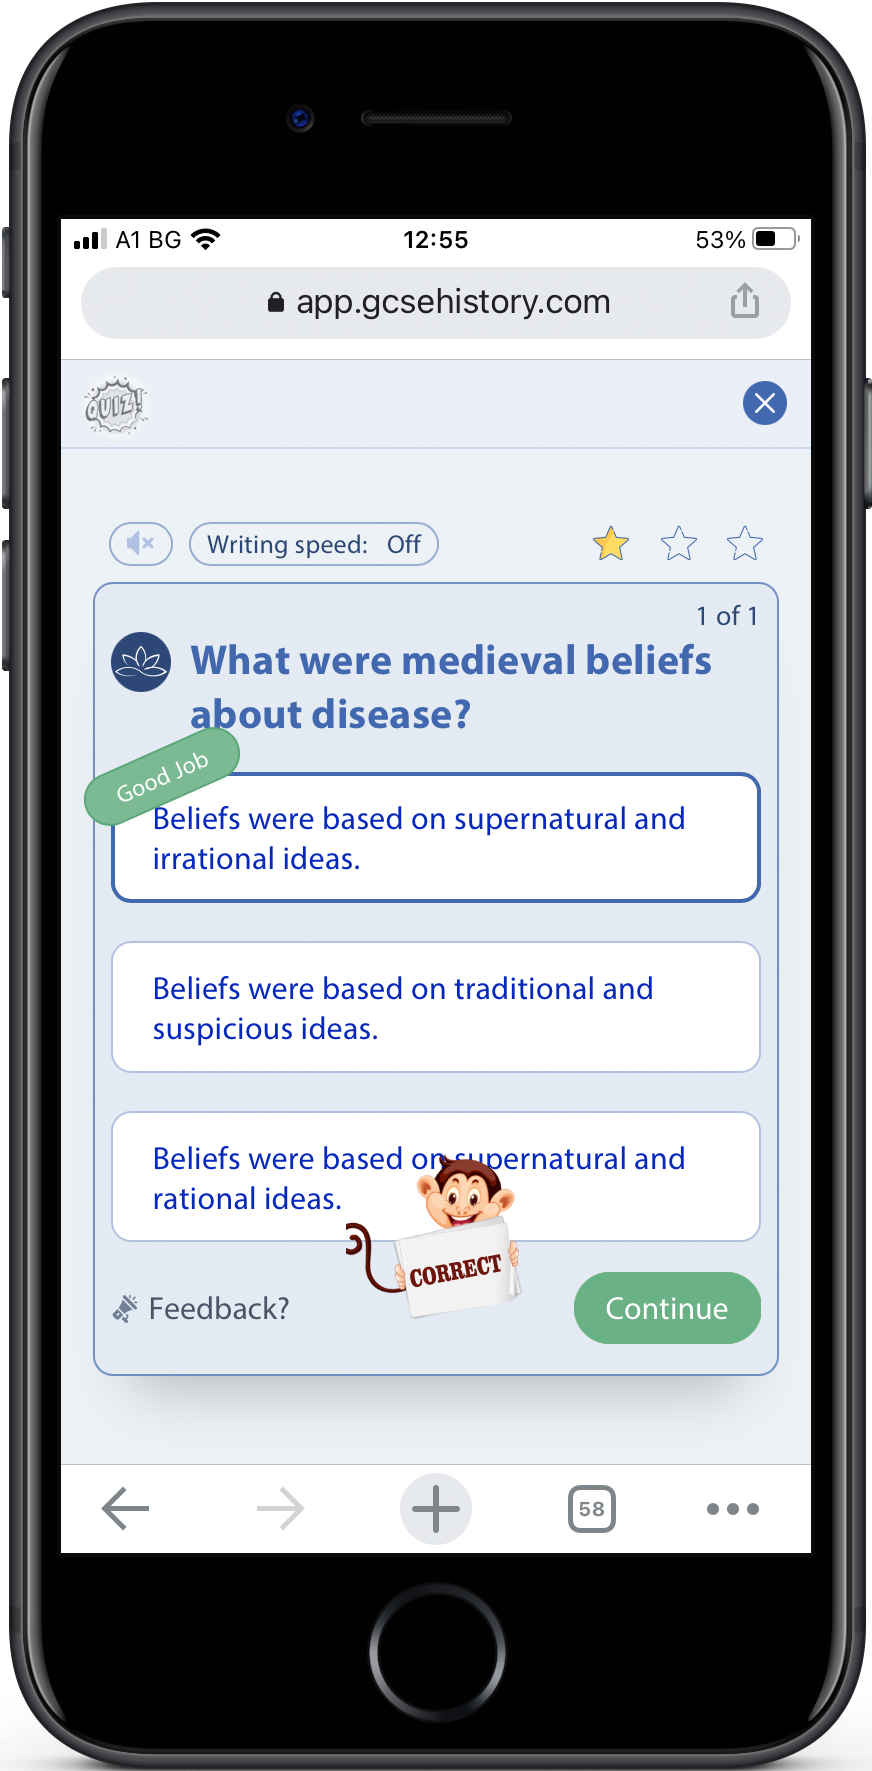 A1 BG 12:55 53%
app.gcsehistory.com
QUIZ!
Writing speed: Off
1 of 1
What were medieval beliefs
about disease?
Good Job
Beliefs were based on supernatural and
irrational ideas.
Beliefs were based on traditional and
suspicious ideas.
Beliefs were based on supernatural and
rational ideas.
CORRECT
Feedback?
Continue
58